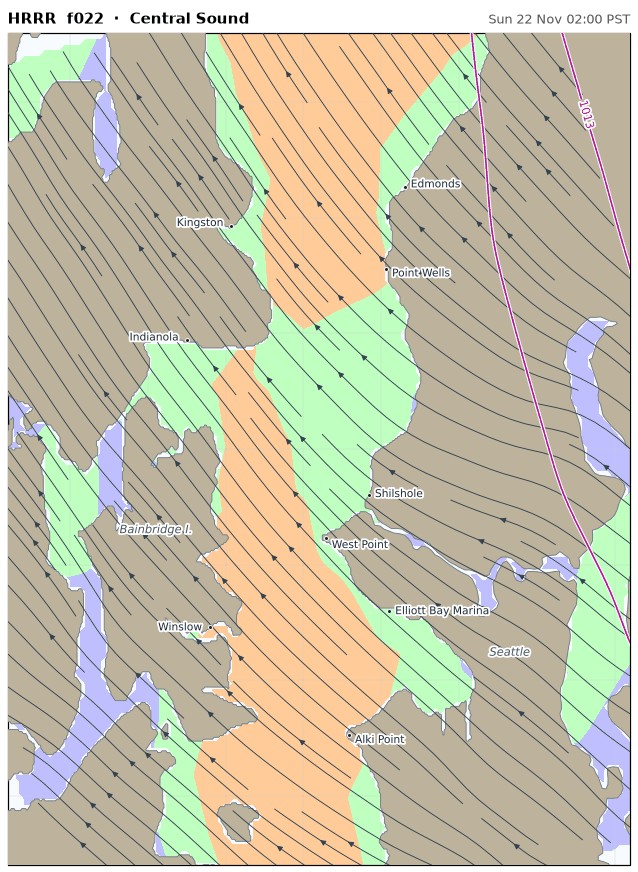 HRRR f022 · Central Sound
Sun 22 Nov 02:00 PST
1013
Edmonds
Kingston
Point Wells
Indianola
Shilshole
Bainbridge I.
West Point
Elliott Bay Marina
Winslow
Seattle
Alki Point